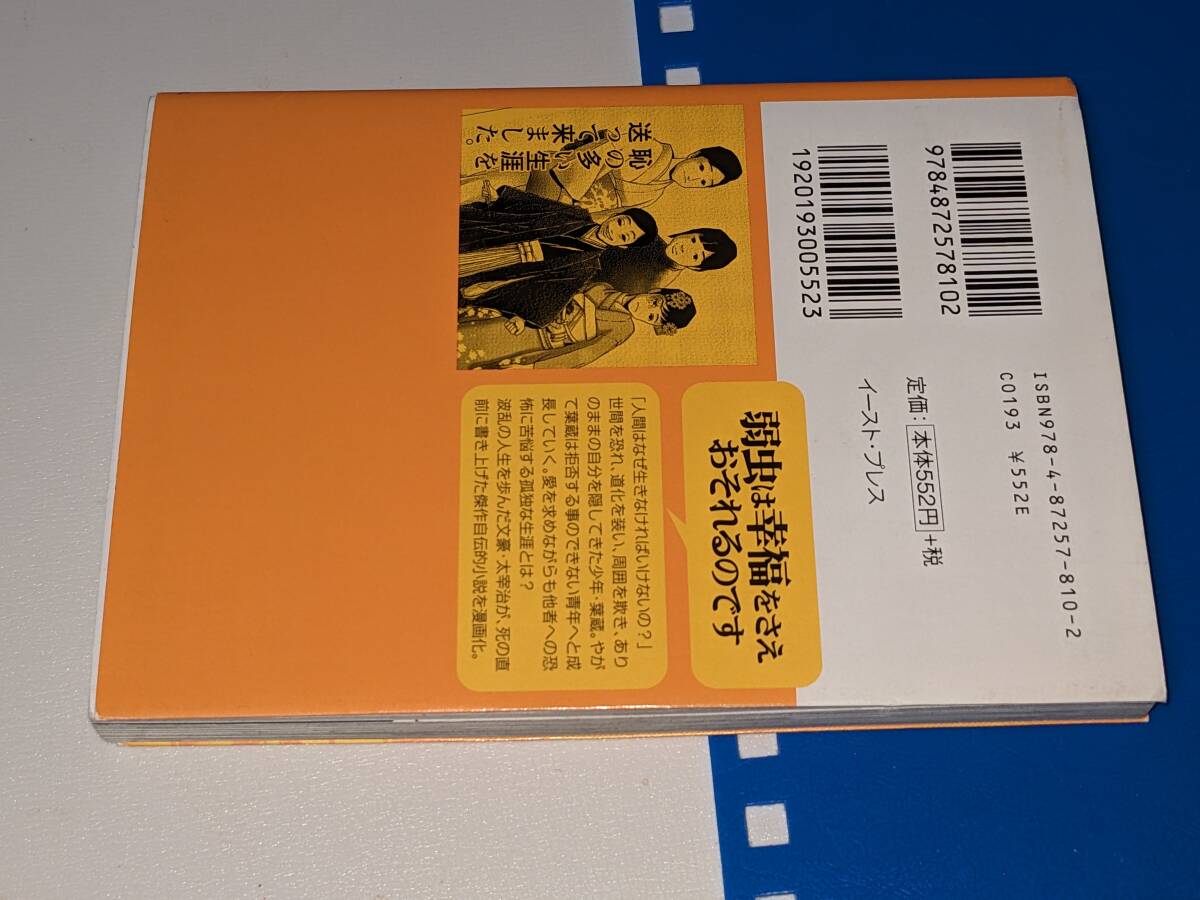 9784872578102
1920193005523
ISBN978-4-87257-810-2
C0193 ¥552E
定価：本体552円+税
イースト・プレス
恥の多い生涯を
送って来ました。
弱虫は幸福をさえ
おそれるのです
「人間はなぜ生きなければいけないの？」
世間を恐れ、道化を装い、周囲を欺き、あり
のままの自分を隠してきた少年・葉蔵。やが
て葉蔵は拒否する事のできない青年へと成
長していく。愛を求めながらも他者への恐
怖に苦悩する孤独な生涯とは？
波乱の人生を歩んだ文豪・太宰治が、死の直
前に書き上げた傑作自伝的小説を漫画化。